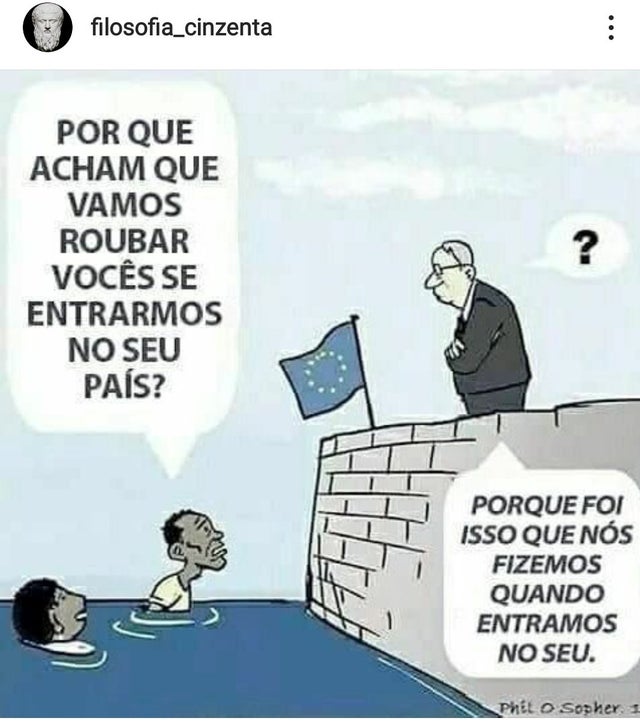 filosofia_cinzenta
POR QUE
ACHAM QUE
VAMOS
ROUBAR
VOCÊS SE
ENTRARMOS
NO SEU
PAÍS?
?
PORQUE FOI
ISSO QUE NÓS
FIZEMOS
QUANDO
ENTRAMOS
NO SEU.
Phil O Sopher.